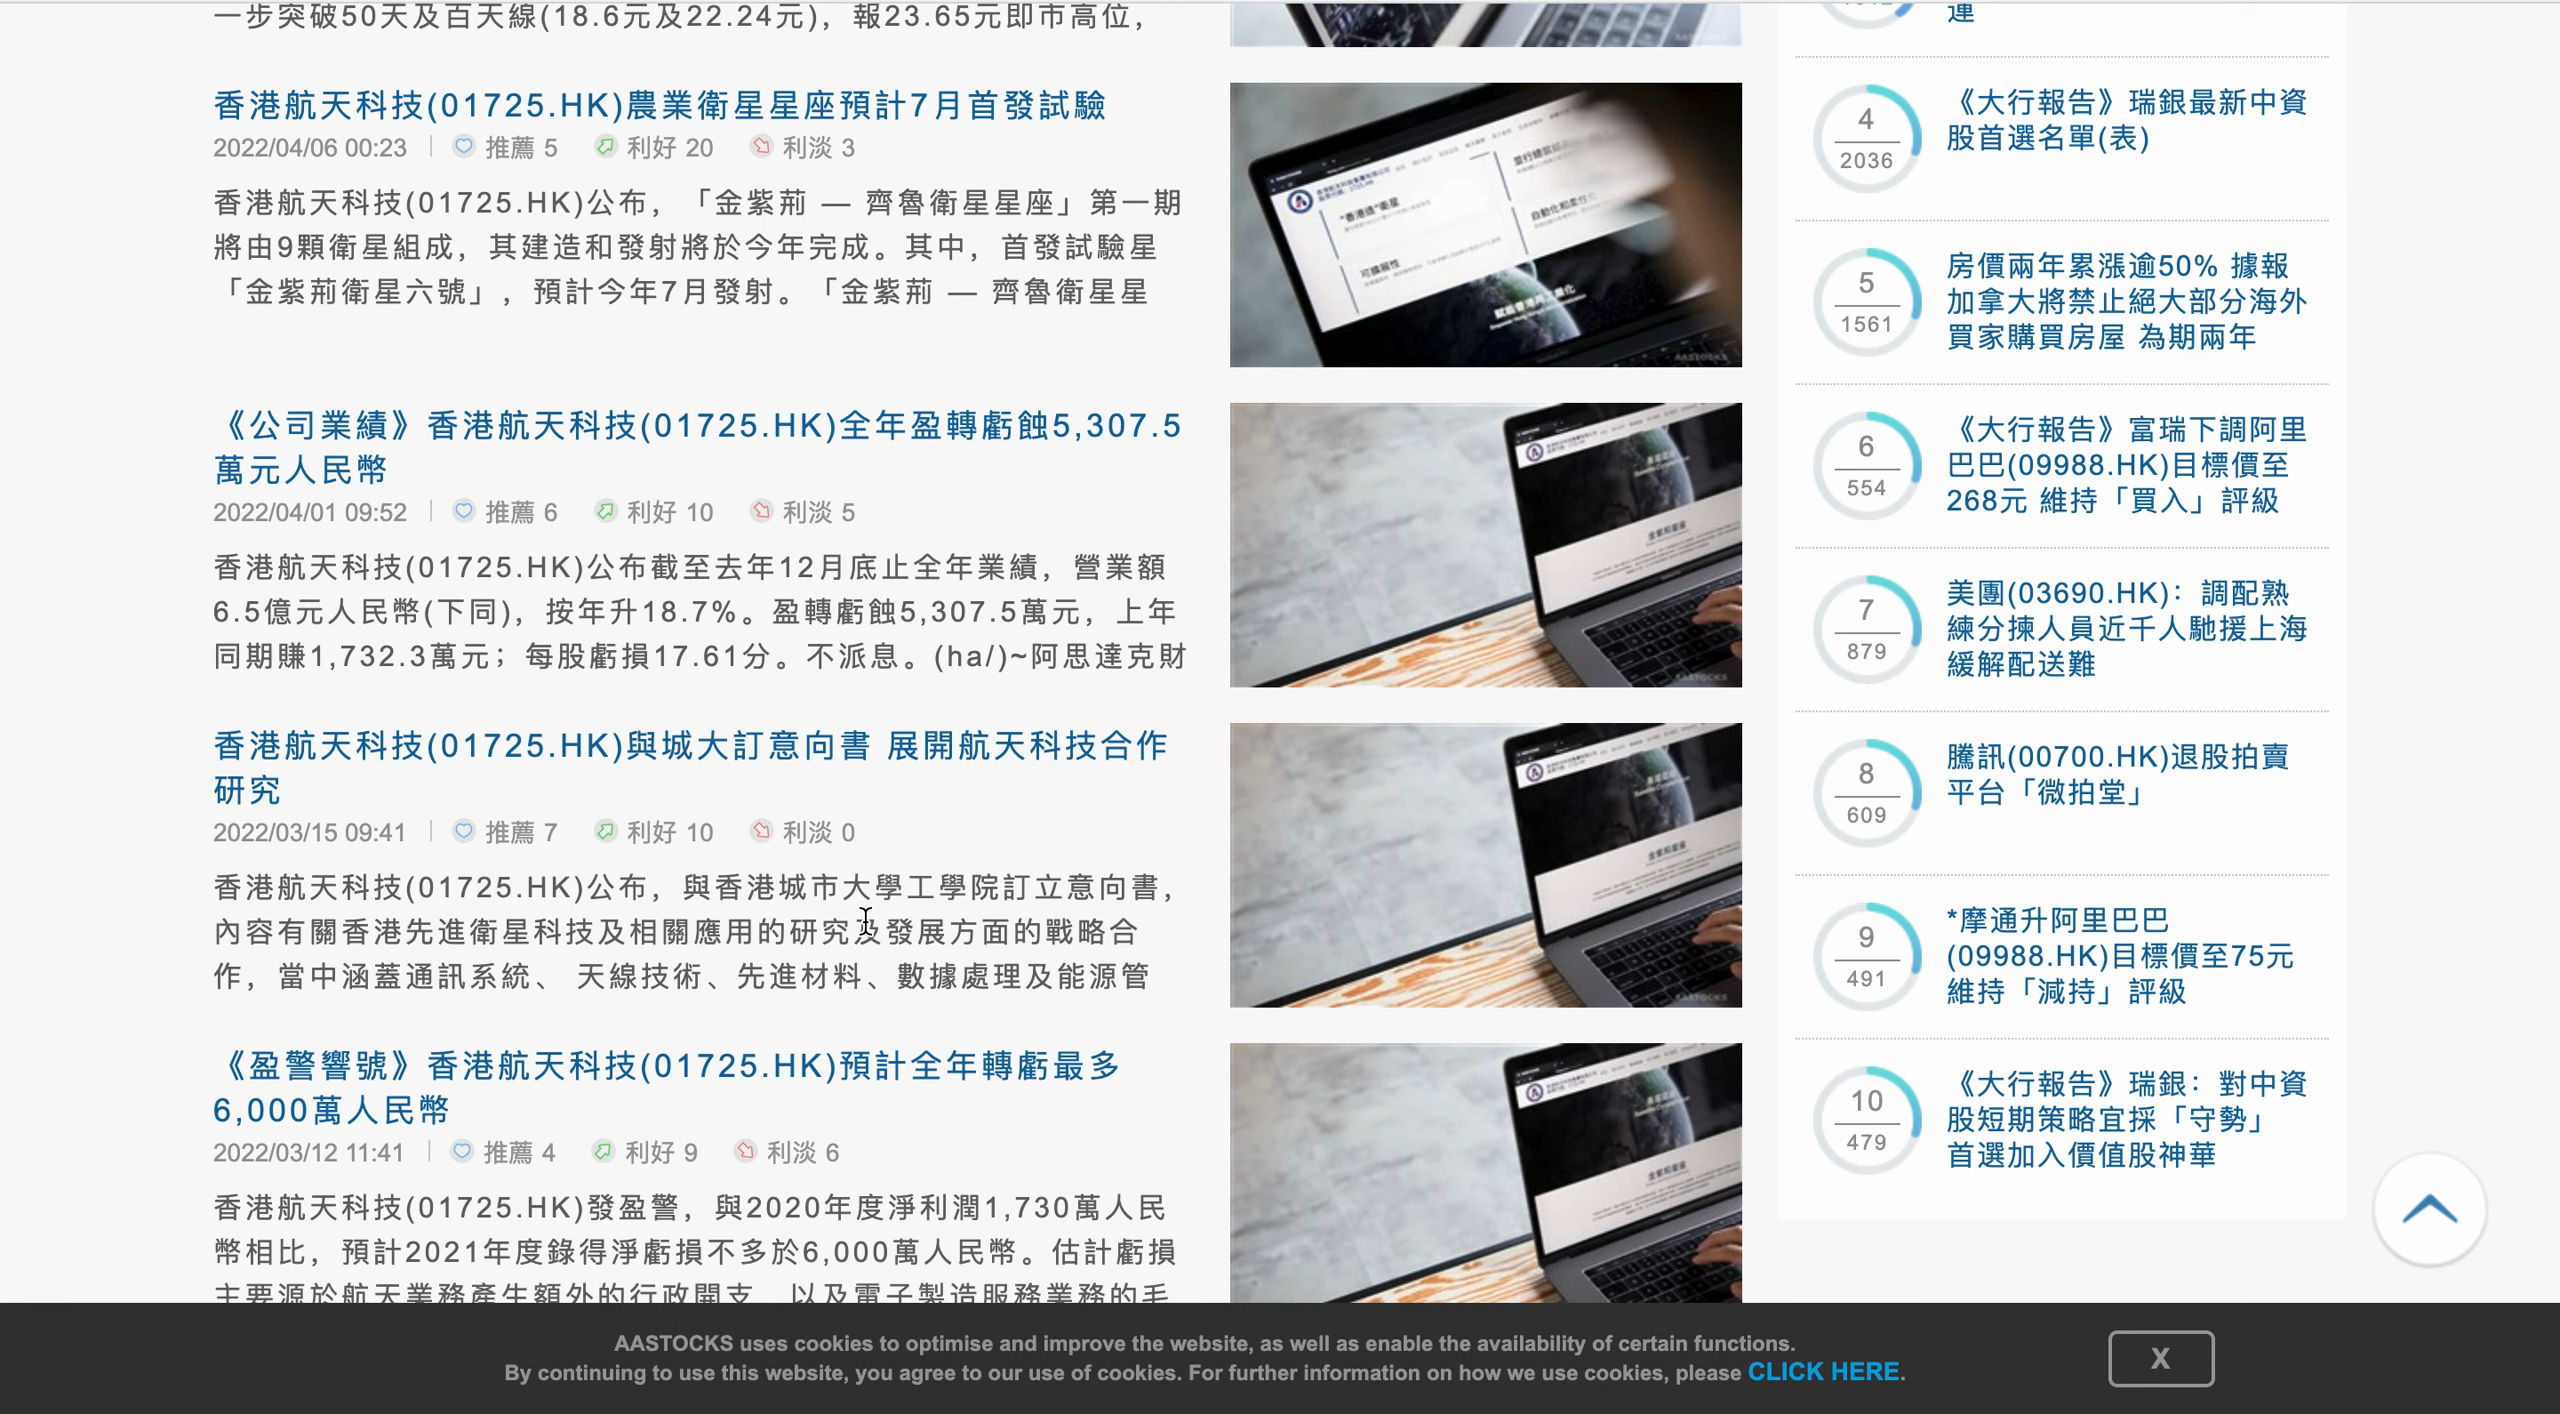 一步突破50天及百天線(18.6元及22.24元)，報23.65元即市高位，
香港航天科技(01725.HK)農業衛星星座預計7月首發試驗
2022/04/06 00:23 推薦 5 利好 20 利淡 3
香港航天科技(01725.HK)公布，「金紫荊 — 齊魯衛星星座」第一期
將由9顆衛星組成，其建造和發射將於今年完成。其中，首發試驗星
「金紫荊衛星六號」，預計今年7月發射。「金紫荊 — 齊魯衛星星
"香港造"衛星
自動化和柔性化
可擴展性
AASTOCKS
《公司業績》香港航天科技(01725.HK)全年盈轉虧蝕5,307.5
萬元人民幣
2022/04/01 09:52 推薦 6 利好 10 利淡 5
香港航天科技(01725.HK)公布截至去年12月底止全年業績，營業額
6.5億元人民幣(下同)，按年升18.7%。盈轉虧蝕5,307.5萬元，上年
同期賺1,732.3萬元；每股虧損17.61分。不派息。(ha/)~阿思達克財
金紫荊星座
AASTOCKS
香港航天科技(01725.HK)與城大訂意向書 展開航天科技合作
研究
2022/03/15 09:41 推薦 7 利好 10 利淡 0
香港航天科技(01725.HK)公布，與香港城市大學工學院訂立意向書，
內容有關香港先進衛星科技及相關應用的研究及發展方面的戰略合
作，當中涵蓋通訊系統、 天線技術、先進材料、數據處理及能源管
金紫荊星座
AASTOCKS
《盈警響號》香港航天科技(01725.HK)預計全年轉虧最多
6,000萬人民幣
2022/03/12 11:41 推薦 4 利好 9 利淡 6
香港航天科技(01725.HK)發盈警，與2020年度淨利潤1,730萬人民
幣相比，預計2021年度錄得淨虧損不多於6,000萬人民幣。估計虧損
主要源於航天業務產生額外的行政開支，以及電子製造服務業務的毛
金紫荊星座
運
4
2036
《大行報告》瑞銀最新中資
股首選名單(表)
5
1561
房價兩年累漲逾50% 據報
加拿大將禁止絕大部分海外
買家購買房屋 為期兩年
6
554
《大行報告》富瑞下調阿里
巴巴(09988.HK)目標價至
268元 維持「買入」評級
7
879
美團(03690.HK)：調配熟
練分揀人員近千人馳援上海
緩解配送難
8
609
騰訊(00700.HK)退股拍賣
平台「微拍堂」
9
491
*摩通升阿里巴巴
(09988.HK)目標價至75元
維持「減持」評級
10
479
《大行報告》瑞銀：對中資
股短期策略宜採「守勢」
首選加入價值股神華
AASTOCKS uses cookies to optimise and improve the website, as well as enable the availability of certain functions.
By continuing to use this website, you agree to our use of cookies. For further information on how we use cookies, please CLICK HERE.
X